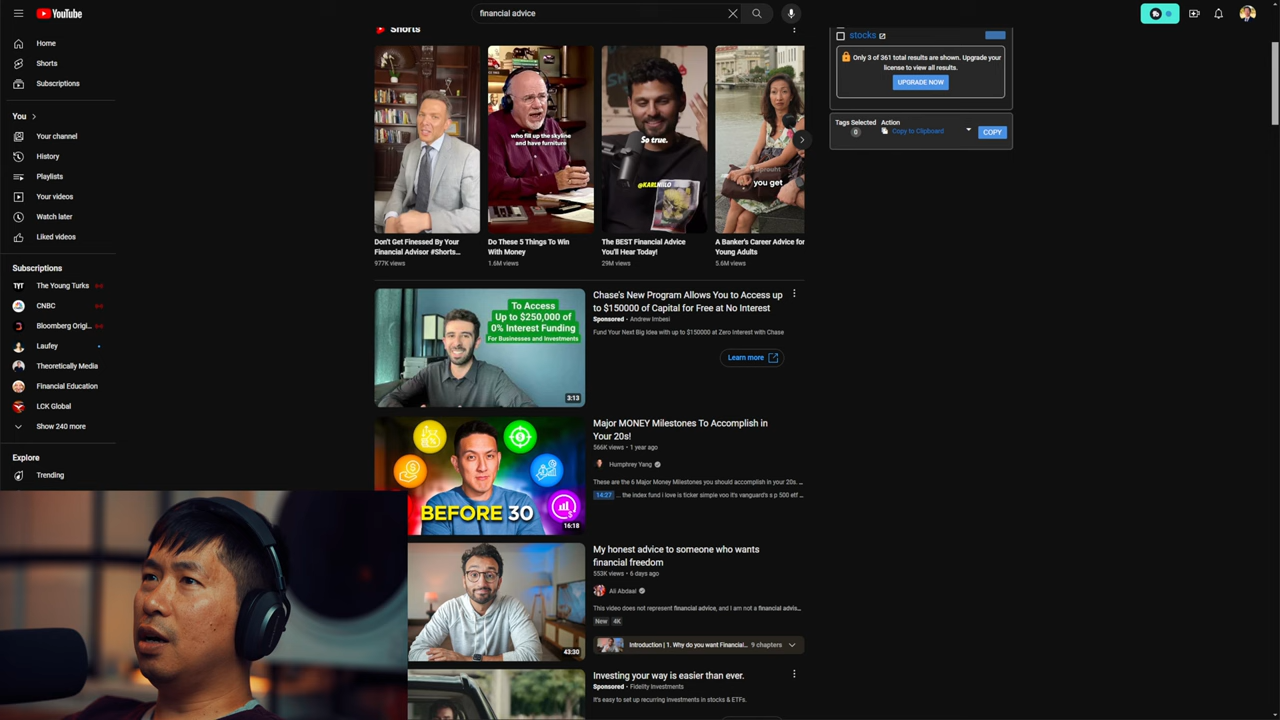 YouTube
financial advice
Home
Shorts
Subscriptions
You
Your channel
History
Playlists
Your videos
Watch later
Liked videos
Subscriptions
TYT The Young Turks
CNBC
Bloomberg Origi...
Laufey
Theoretically Media
Financial Education
LCK Global
Show 240 more
Explore
Trending
Shorts
who fill up the skyline
and have furniture
So true.
@KARLNIILO
you get
Don't Get Finessed By Your
Financial Advisor #Shorts...
977K views
Do These 5 Things To Win
With Money
1.6M views
The BEST Financial Advice
You'll Hear Today!
29M views
A Banker's Career Advice for
Young Adults
5.6M views
To Access
Up to $250,000 of
0% Interest Funding
For Businesses and Investments
3:13
Chase's New Program Allows You to Access up
to $150000 of Capital for Free at No Interest
Sponsored • Andrew Imbesi
Fund Your Next Big Idea with up to $150000 at Zero Interest with Chase
Learn more
BEFORE 30
16:18
Major MONEY Milestones To Accomplish in
Your 20s!
566K views • 1 year ago
Humphrey Yang
These are the 6 Major Money Milestones you should accomplish in your 20s. ...
14:27 ... the index fund i love is ticker simple voo it's vanguard's s p 500 etf ...
43:30
My honest advice to someone who wants
financial freedom
553K views • 6 days ago
Ali Abdaal
This video does not represent financial advice, and I am not a financial advis...
New 4K
Introduction | 1. Why do you want Financial... 9 chapters
Investing your way is easier than ever.
Sponsored • Fidelity Investments
It's easy to set up recurring investments in stocks & ETFs.
stocks
Only 3 of 361 total results are shown. Upgrade your
license to view all results.
UPGRADE NOW
Tags Selected
0
Action
Copy to Clipboard
COPY